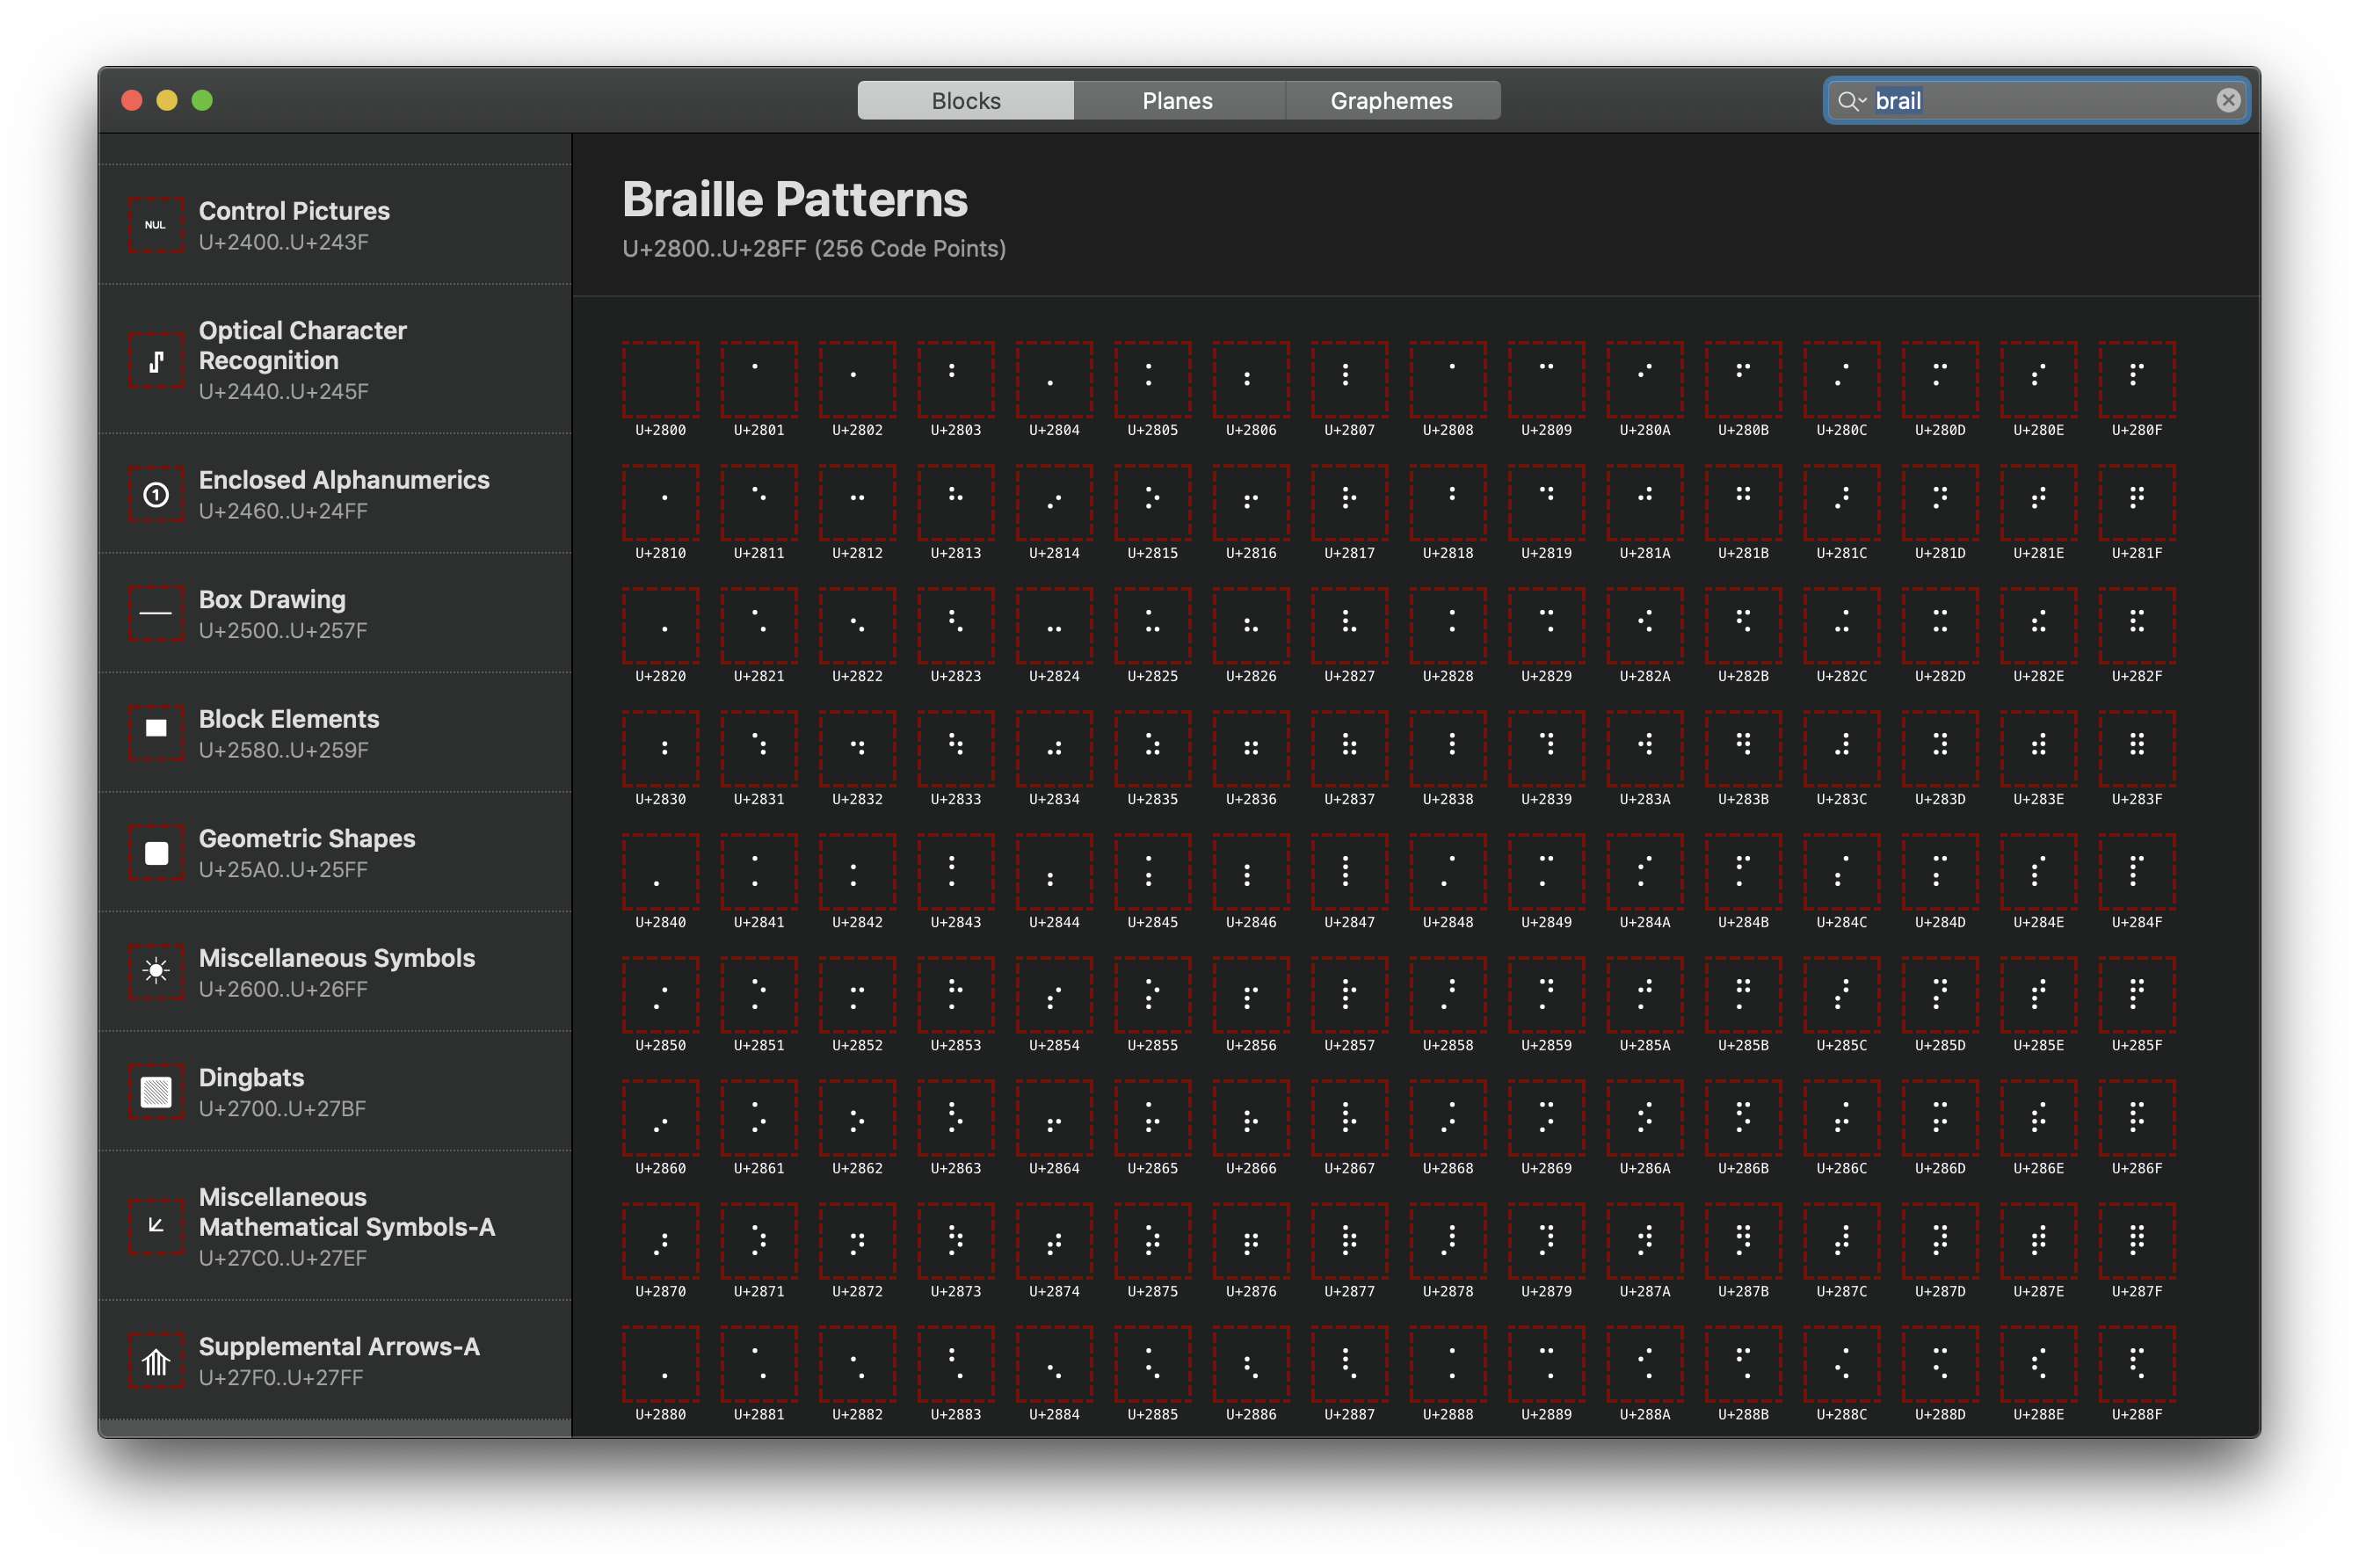 Blocks
Planes
Graphemes
brail
NUL
Control Pictures
U+2400..U+243F
Optical Character
Recognition
U+2440..U+245F
1
Enclosed Alphanumerics
U+2460..U+24FF
Box Drawing
U+2500..U+257F
Block Elements
U+2580..U+259F
Geometric Shapes
U+25A0..U+25FF
Miscellaneous Symbols
U+2600..U+26FF
Dingbats
U+2700..U+27BF
Miscellaneous
Mathematical Symbols-A
U+27C0..U+27EF
Supplemental Arrows-A
U+27F0..U+27FF
Braille Patterns
U+2800..U+28FF (256 Code Points)
⠀ ⠁ ⠂ ⠃ ⠄ ⠅ ⠆ ⠇ ⠈ ⠉ ⠊ ⠋ ⠌ ⠍ ⠎ ⠏
U+2800 U+2801 U+2802 U+2803 U+2804 U+2805 U+2806 U+2807 U+2808 U+2809 U+280A U+280B U+280C U+280D U+280E U+280F
⠐ ⠑ ⠒ ⠓ ⠔ ⠕ ⠖ ⠗ ⠘ ⠙ ⠚ ⠛ ⠜ ⠝ ⠞ ⠟
U+2810 U+2811 U+2812 U+2813 U+2814 U+2815 U+2816 U+2817 U+2818 U+2819 U+281A U+281B U+281C U+281D U+281E U+281F
⠠ ⠡ ⠢ ⠣ ⠤ ⠥ ⠦ ⠧ ⠨ ⠩ ⠪ ⠫ ⠬ ⠭ ⠮ ⠯
U+2820 U+2821 U+2822 U+2823 U+2824 U+2825 U+2826 U+2827 U+2828 U+2829 U+282A U+282B U+282C U+282D U+282E U+282F
⠰ ⠱ ⠲ ⠳ ⠴ ⠵ ⠶ ⠷ ⠸ ⠹ ⠺ ⠻ ⠼ ⠽ ⠾ ⠿
U+2830 U+2831 U+2832 U+2833 U+2834 U+2835 U+2836 U+2837 U+2838 U+2839 U+283A U+283B U+283C U+283D U+283E U+283F
⡀ ⡁ ⡂ ⡃ ⡄ ⡅ ⡆ ⡇ ⡈ ⡉ ⡊ ⡋ ⡌ ⡍ ⡎ ⡏
U+2840 U+2841 U+2842 U+2843 U+2844 U+2845 U+2846 U+2847 U+2848 U+2849 U+284A U+284B U+284C U+284D U+284E U+284F
⡐ ⡑ ⡒ ⡓ ⡔ ⡕ ⡖ ⡗ ⡘ ⡙ ⡚ ⡛ ⡜ ⡝ ⡞ ⡟
U+2850 U+2851 U+2852 U+2853 U+2854 U+2855 U+2856 U+2857 U+2858 U+2859 U+285A U+285B U+285C U+285D U+285E U+285F
⡠ ⡡ ⡢ ⡣ ⡤ ⡥ ⡦ ⡧ ⡨ ⡩ ⡪ ⡫ ⡬ ⡭ ⡮ ⡯
U+2860 U+2861 U+2862 U+2863 U+2864 U+2865 U+2866 U+2867 U+2868 U+2869 U+286A U+286B U+286C U+286D U+286E U+286F
⡰ ⡱ ⡲ ⡳ ⡴ ⡵ ⡶ ⡷ ⡸ ⡹ ⡺ ⡻ ⡼ ⡽ ⡾ ⡿
U+2870 U+2871 U+2872 U+2873 U+2874 U+2875 U+2876 U+2877 U+2878 U+2879 U+287A U+287B U+287C U+287D U+287E U+287F
⢀ ⢁ ⢂ ⢃ ⢄ ⢅ ⢆ ⢇ ⢈ ⢉ ⢊ ⢋ ⢌ ⢍ ⢎ ⢏
U+2880 U+2881 U+2882 U+2883 U+2884 U+2885 U+2886 U+2887 U+2888 U+2889 U+288A U+288B U+288C U+288D U+288E U+288F